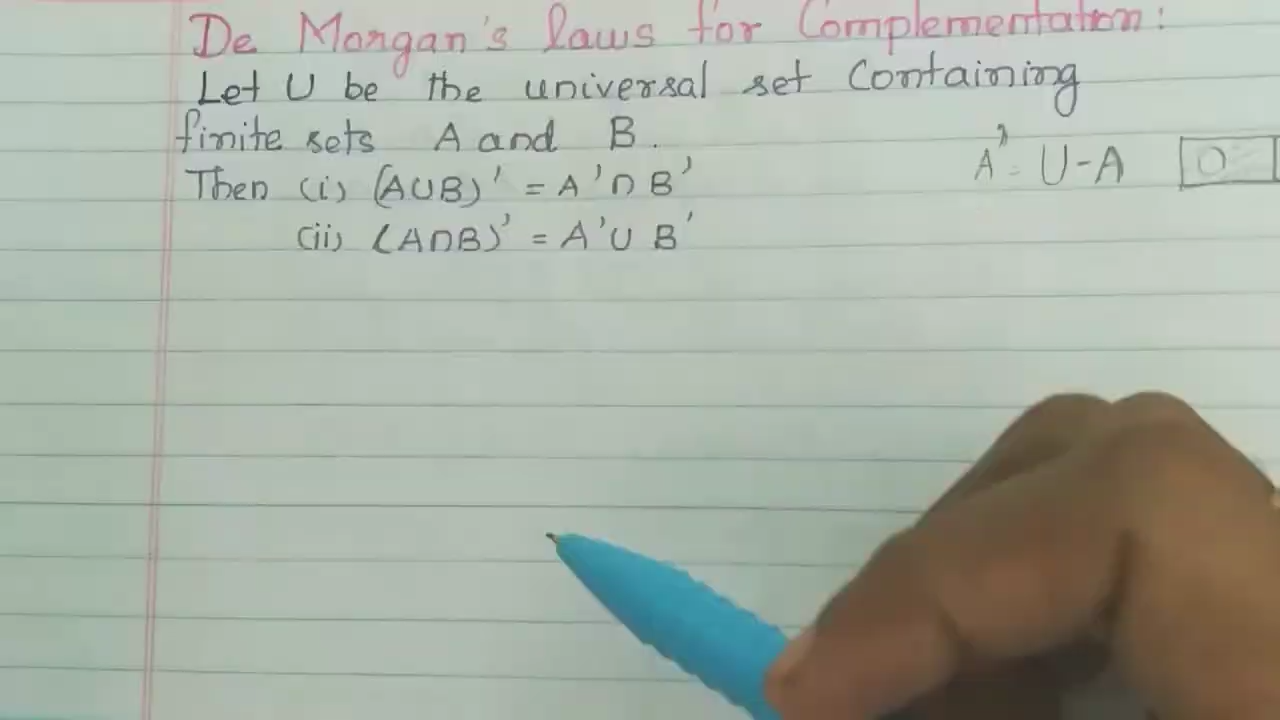 De Morgan's laws for Complementation:
Let U be the universal set Containing
finite sets A and B.
A' = U-A
Then (i) (A∪B)' = A'∩B'
(ii) (A∩B)' = A'∪B'